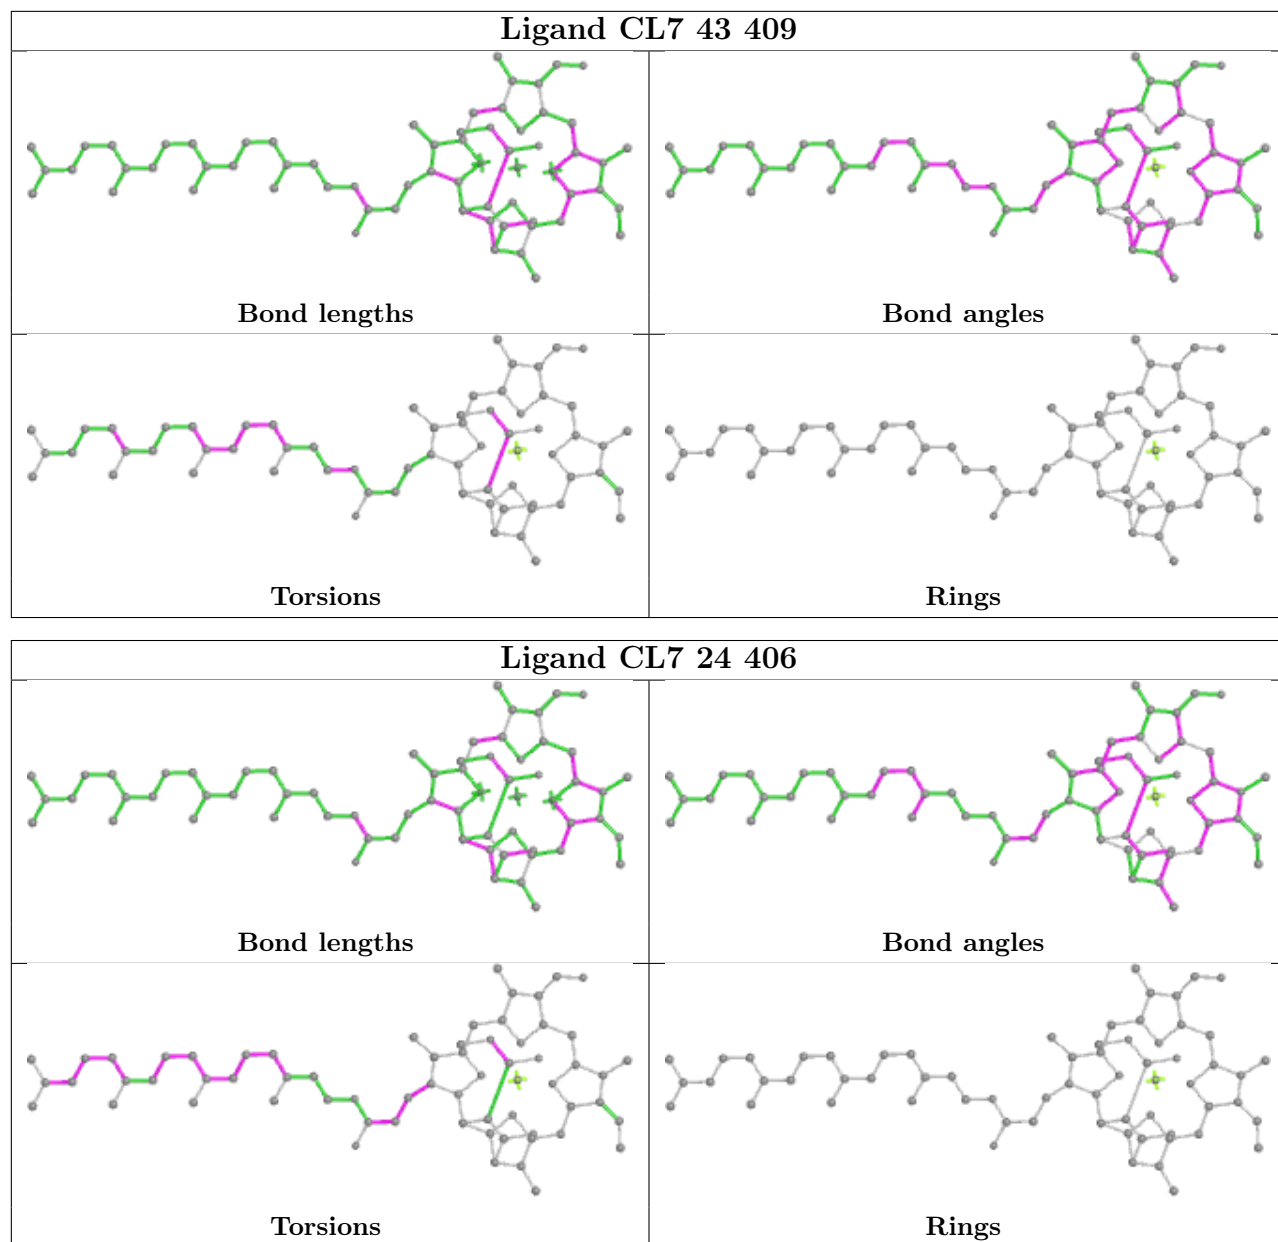 Ligand CL7 43 409
Bond lengths
Bond angles
Torsions
Rings
Ligand CL7 24 406
Bond lengths
Bond angles
Torsions
Rings